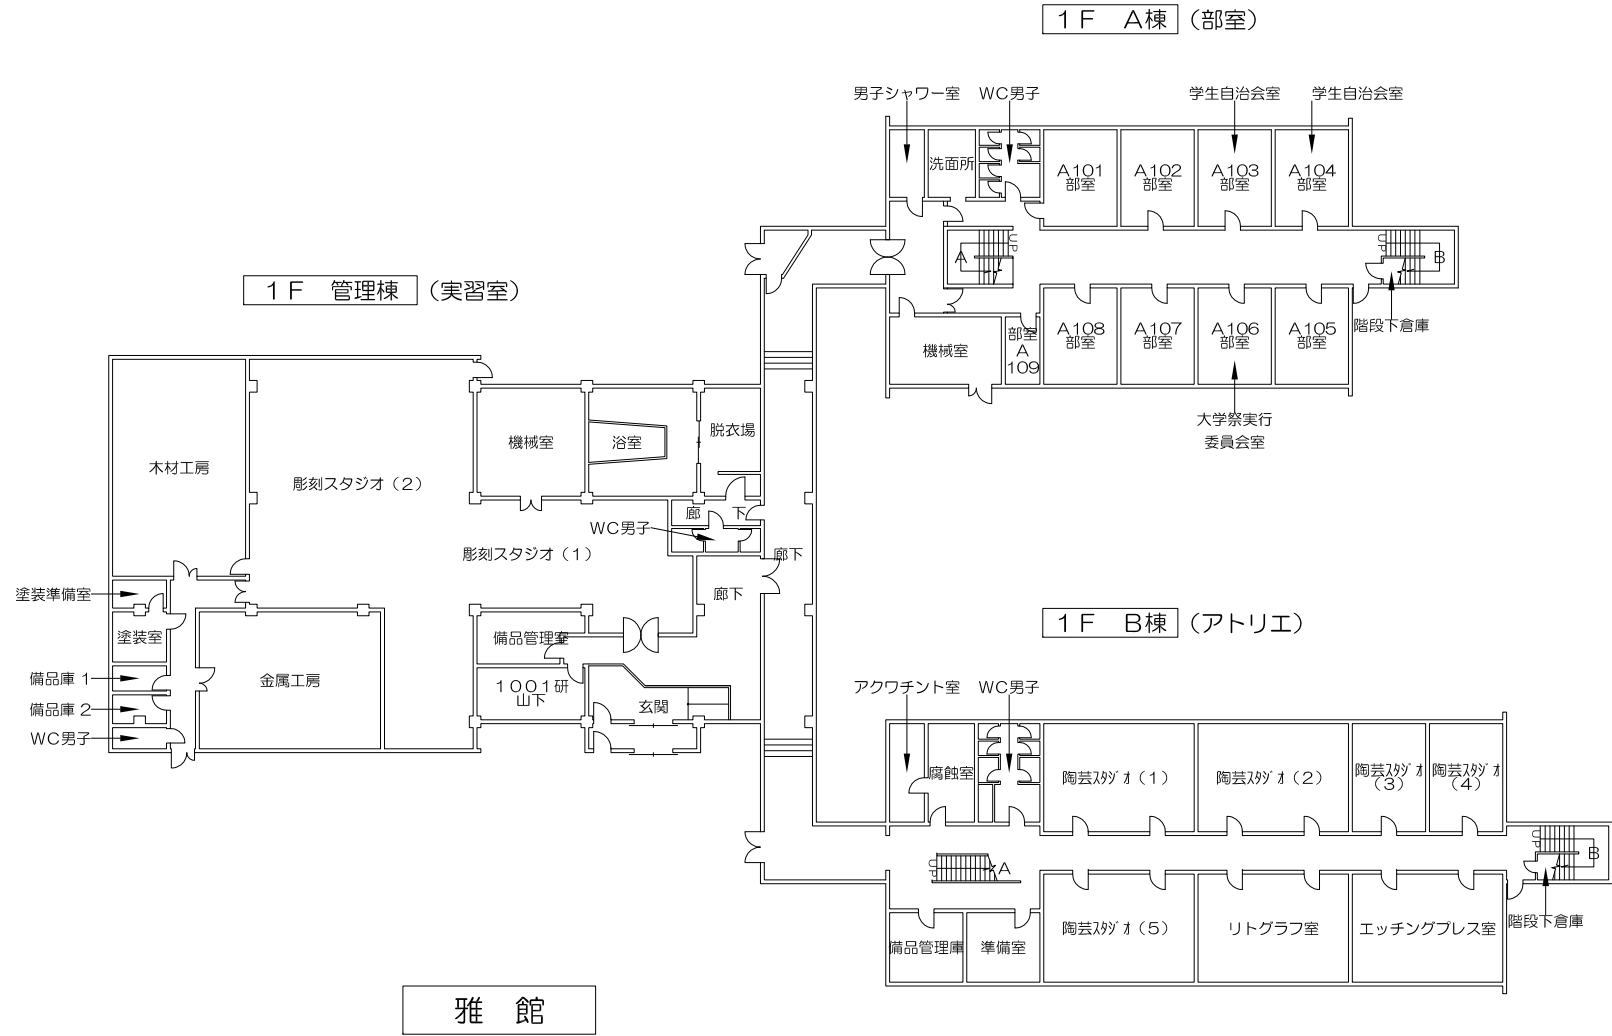 1F A棟 (部室)
男子シャワー室
WC男子
学生自治会室
学生自治会室
洗面所
A101
部室
A102
部室
A103
部室
A104
部室
UP
A
UP
B
機械室
部室
A
109
A108
部室
A107
部室
A106
部室
A105
部室
階段下倉庫
大学祭実行
委員会室
1F 管理棟 (実習室)
木材工房
彫刻スタジオ(2)
機械室
浴室
脱衣場
廊 下
WC男子
彫刻スタジオ(1)
廊下
廊下
塗装準備室
塗装室
備品管理室
備品庫 1
金属工房
1001研
山下
備品庫 2
玄関
WC男子
1F B棟 (アトリエ)
アクワチント室
WC男子
腐蝕室
陶芸スタジオ(1)
陶芸スタジオ(2)
陶芸スタジオ
(3)
陶芸スタジオ
(4)
UP
A
UP
B
備品管理庫
準備室
陶芸スタジオ(5)
リトグラフ室
エッチングプレス室
階段下倉庫
雅 館